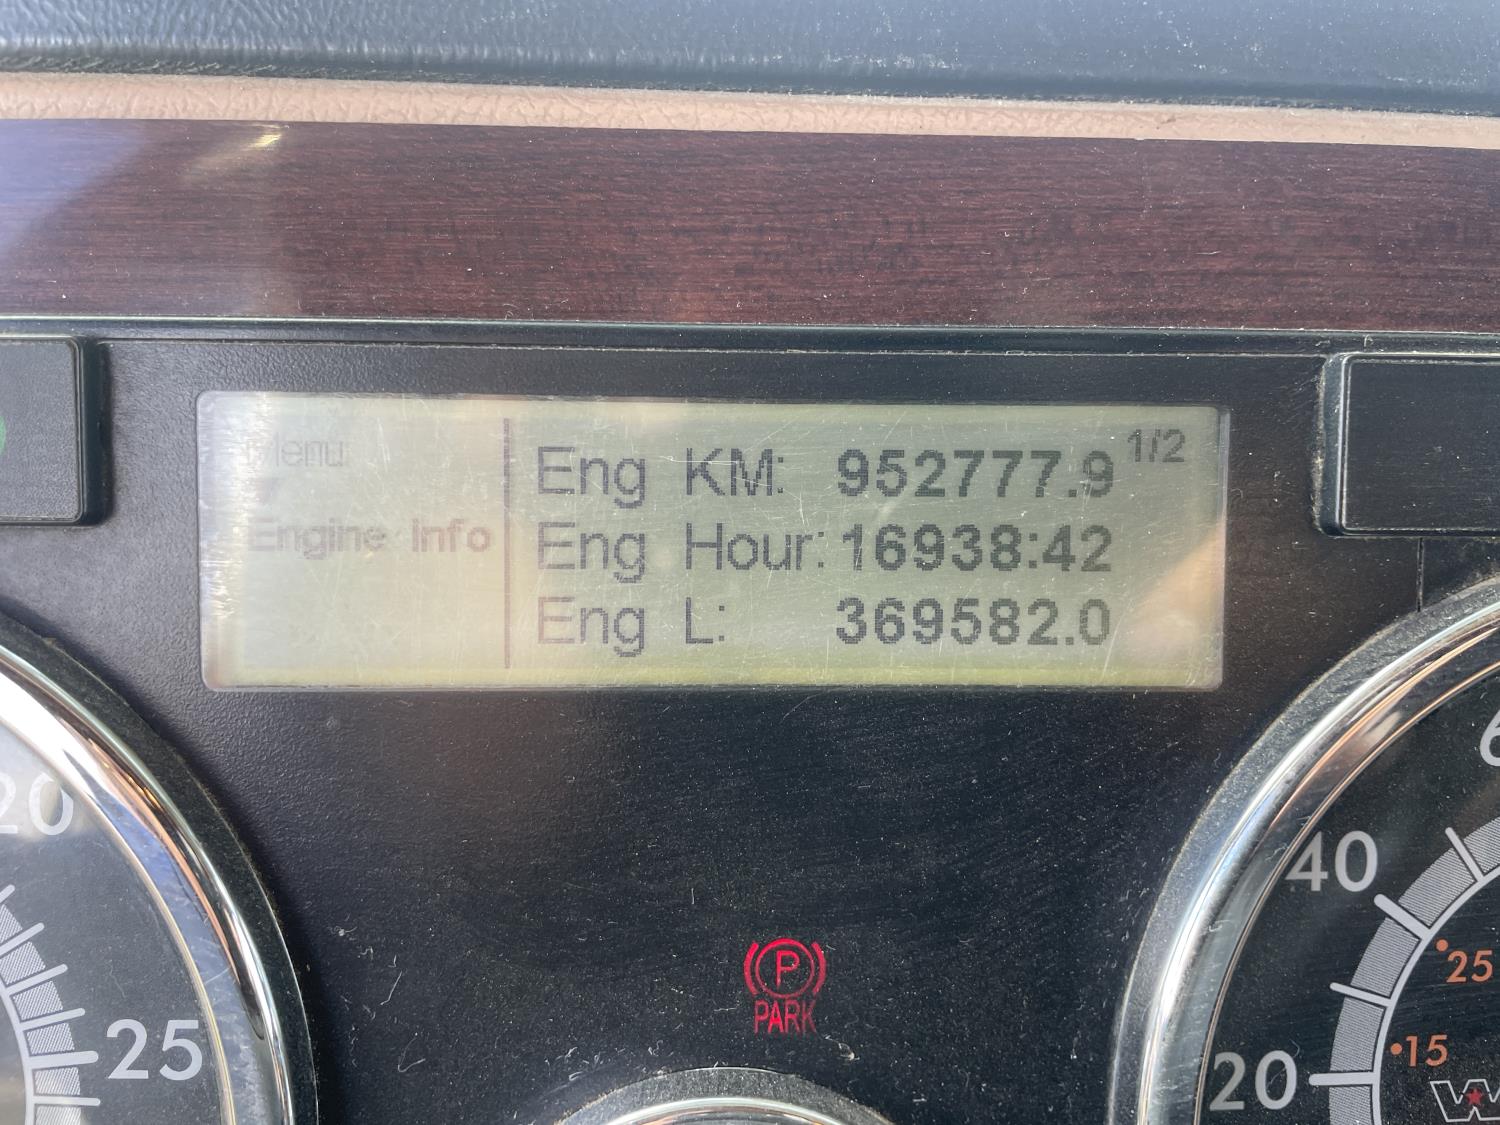 Menu
Engine Info
Eng KM: 952777.9 1/2
Eng Hour: 16938:42
Eng L: 369582.0
20
25
PARK
P
6
40
25
20
15
W